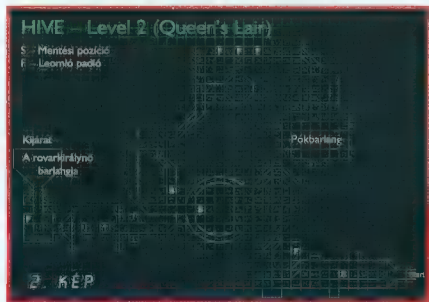 HIVE – Level 2 (Queen's Lair)
S – Mentési pozíció
F – Leomló padló
F F F
Kijárat
Pókbarlang
A rovarkirálynő
barlangja
S
S
F
F
S
2. KÉP